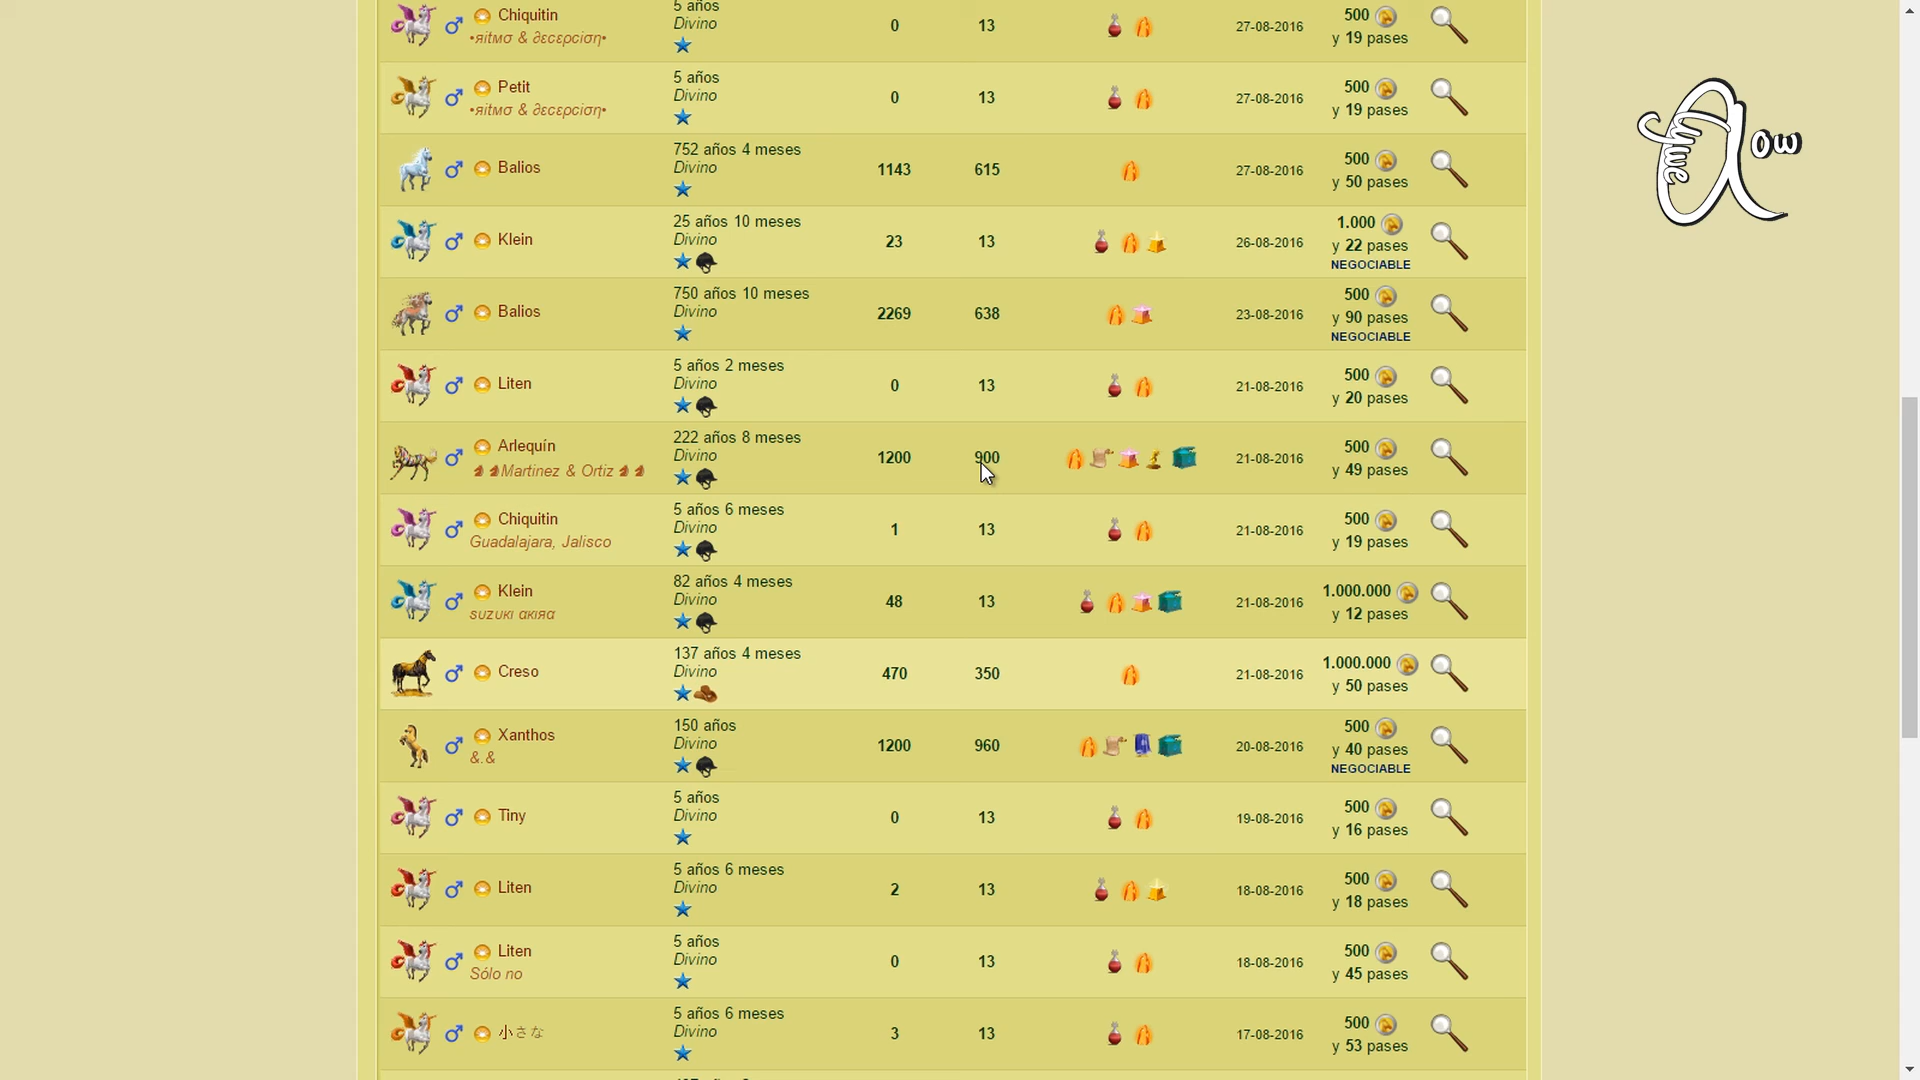 Chiquitin
•яітмσ & ∂єcєpcíση•
5 años
Divino
0
13
27-08-2016
500
y 19 pases
Petit
•яітмσ & ∂єcєpcíση•
5 años
Divino
0
13
27-08-2016
500
y 19 pases
Balios
752 años 4 meses
Divino
1143
615
27-08-2016
500
y 50 pases
Klein
25 años 10 meses
Divino
23
13
26-08-2016
1.000
y 22 pases
NEGOCIABLE
Balios
750 años 10 meses
Divino
2269
638
23-08-2016
500
y 90 pases
NEGOCIABLE
Liten
5 años 2 meses
Divino
0
13
21-08-2016
500
y 20 pases
Arlequín
♞ ♞Martinez & Ortiz ♞ ♞
222 años 8 meses
Divino
1200
900
21-08-2016
500
y 49 pases
Chiquitin
Guadalajara, Jalisco
5 años 6 meses
Divino
1
13
21-08-2016
500
y 19 pases
Klein
ѕυzυкι αкιяα
82 años 4 meses
Divino
48
13
21-08-2016
1.000.000
y 12 pases
Creso
137 años 4 meses
Divino
470
350
21-08-2016
1.000.000
y 50 pases
Xanthos
&.&
150 años
Divino
1200
960
20-08-2016
500
y 40 pases
NEGOCIABLE
Tiny
5 años
Divino
0
13
19-08-2016
500
y 16 pases
Liten
5 años 6 meses
Divino
2
13
18-08-2016
500
y 18 pases
Liten
Sólo no
5 años
Divino
0
13
18-08-2016
500
y 45 pases
小さな
5 años 6 meses
Divino
3
13
17-08-2016
500
y 53 pases